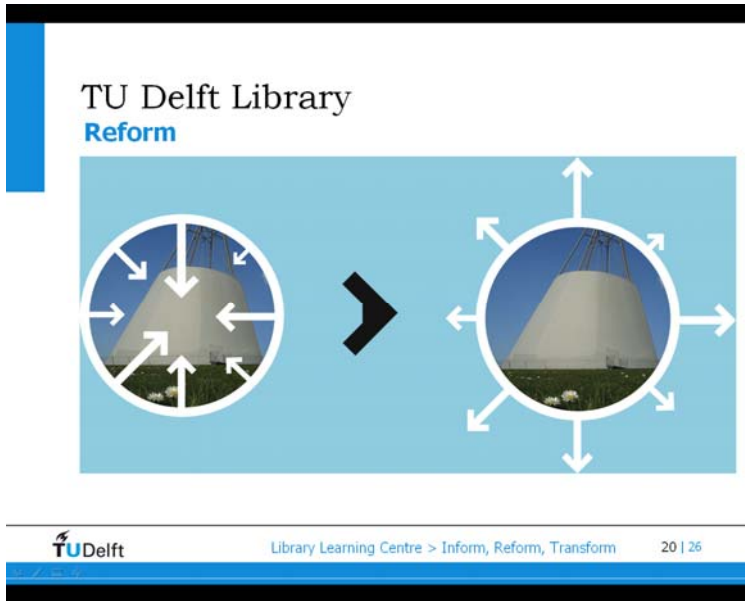 TU Delft Library
Reform
TUDelft
Library Learning Centre > Inform, Reform, Transform
20 | 26